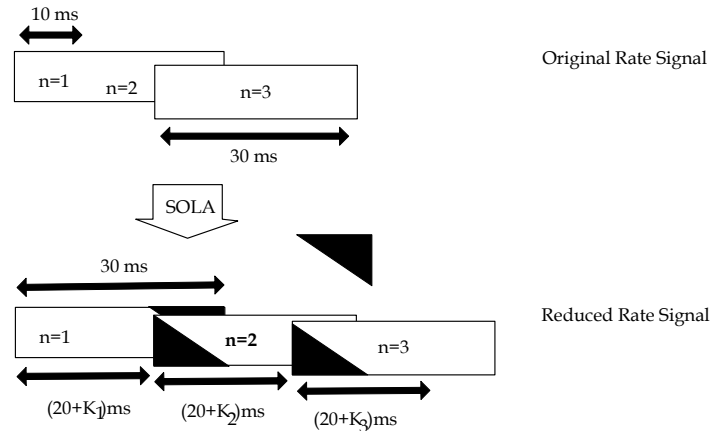 10 ms
Original Rate Signal
n=1
n=2
n=3
30 ms
SOLA
30 ms
Reduced Rate Signal
n=1
n=2
n=3
(20+K1)ms
(20+K2)ms
(20+K3)ms